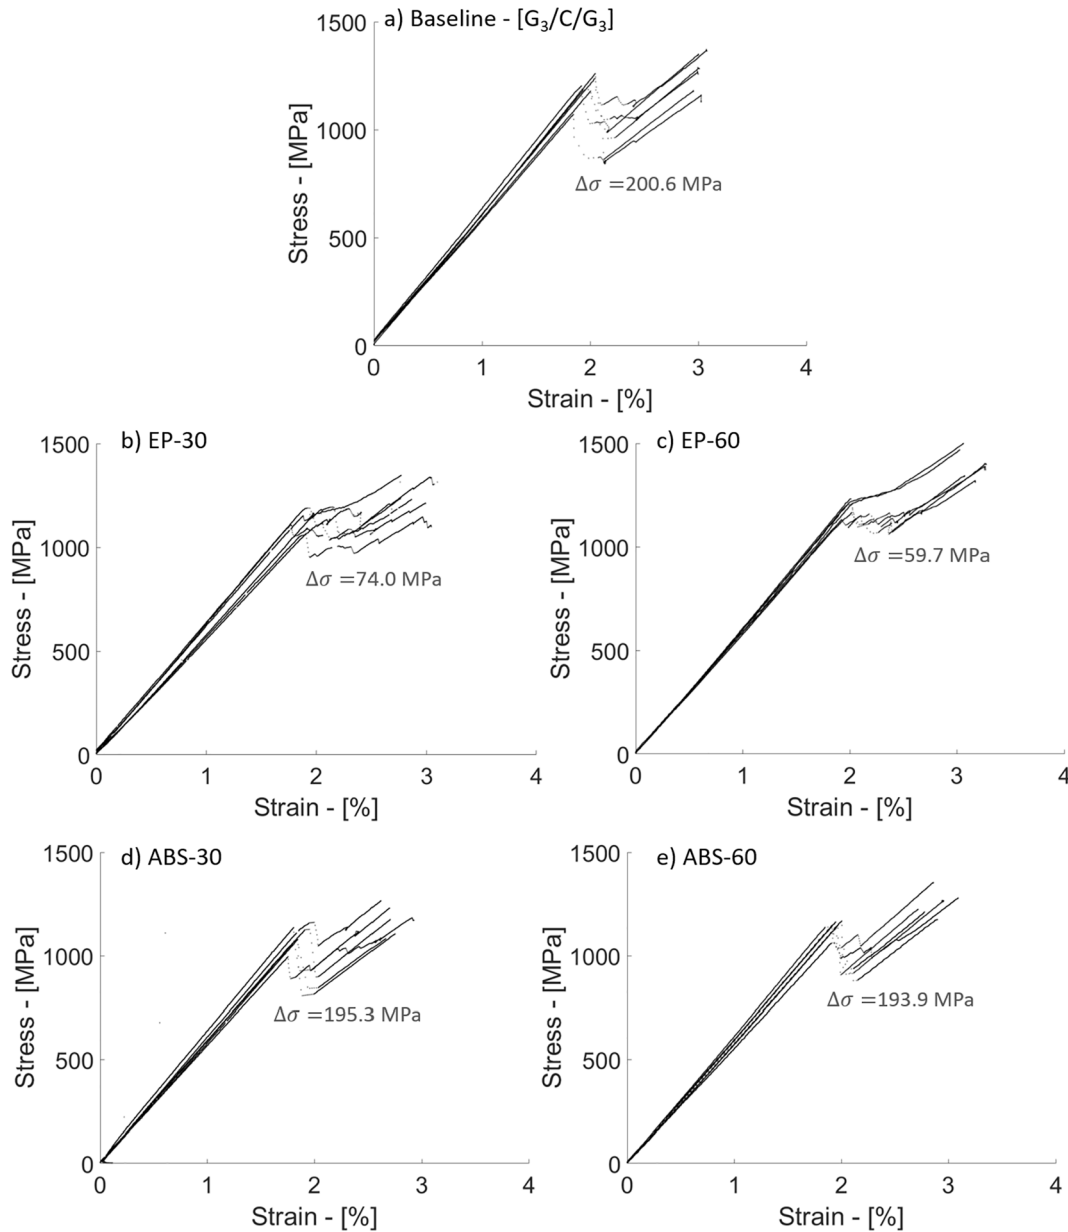 a) Baseline - [G₃/C/G₃]
1500
1000
500
0
Stress - [MPa]
Δσ =200.6 MPa
0 1 2 3 4
Strain - [%]
b) EP-30
1500
1000
500
0
Stress - [MPa]
Δσ =74.0 MPa
0 1 2 3 4
Strain - [%]
c) EP-60
1500
1000
500
0
Stress - [MPa]
Δσ =59.7 MPa
0 1 2 3 4
Strain - [%]
d) ABS-30
1500
1000
500
0
Stress - [MPa]
Δσ =195.3 MPa
0 1 2 3 4
Strain - [%]
e) ABS-60
1500
1000
500
0
Stress - [MPa]
Δσ =193.9 MPa
0 1 2 3 4
Strain - [%]